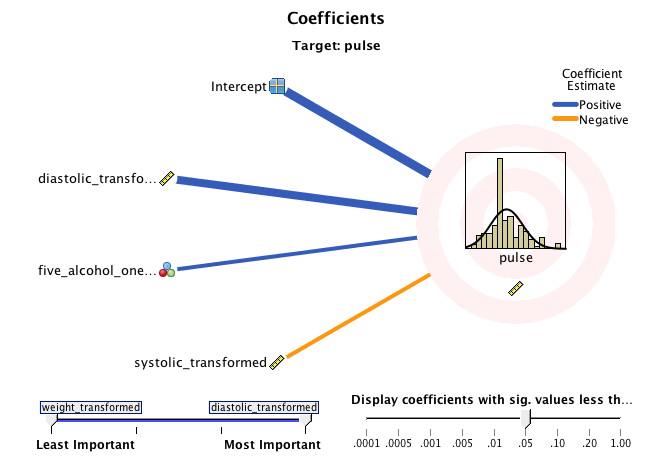 Coefficients
Target: pulse
Coefficient
Estimate
Positive
Negative
Intercept
diastolic_transfo...
five_alcohol_one...
systolic_transformed
pulse
weight_transformed
diastolic_transformed
Least Important
Most Important
Display coefficients with sig. values less th...
.0001 .0005 .001 .005 .01 .05 .10 .20 1.00